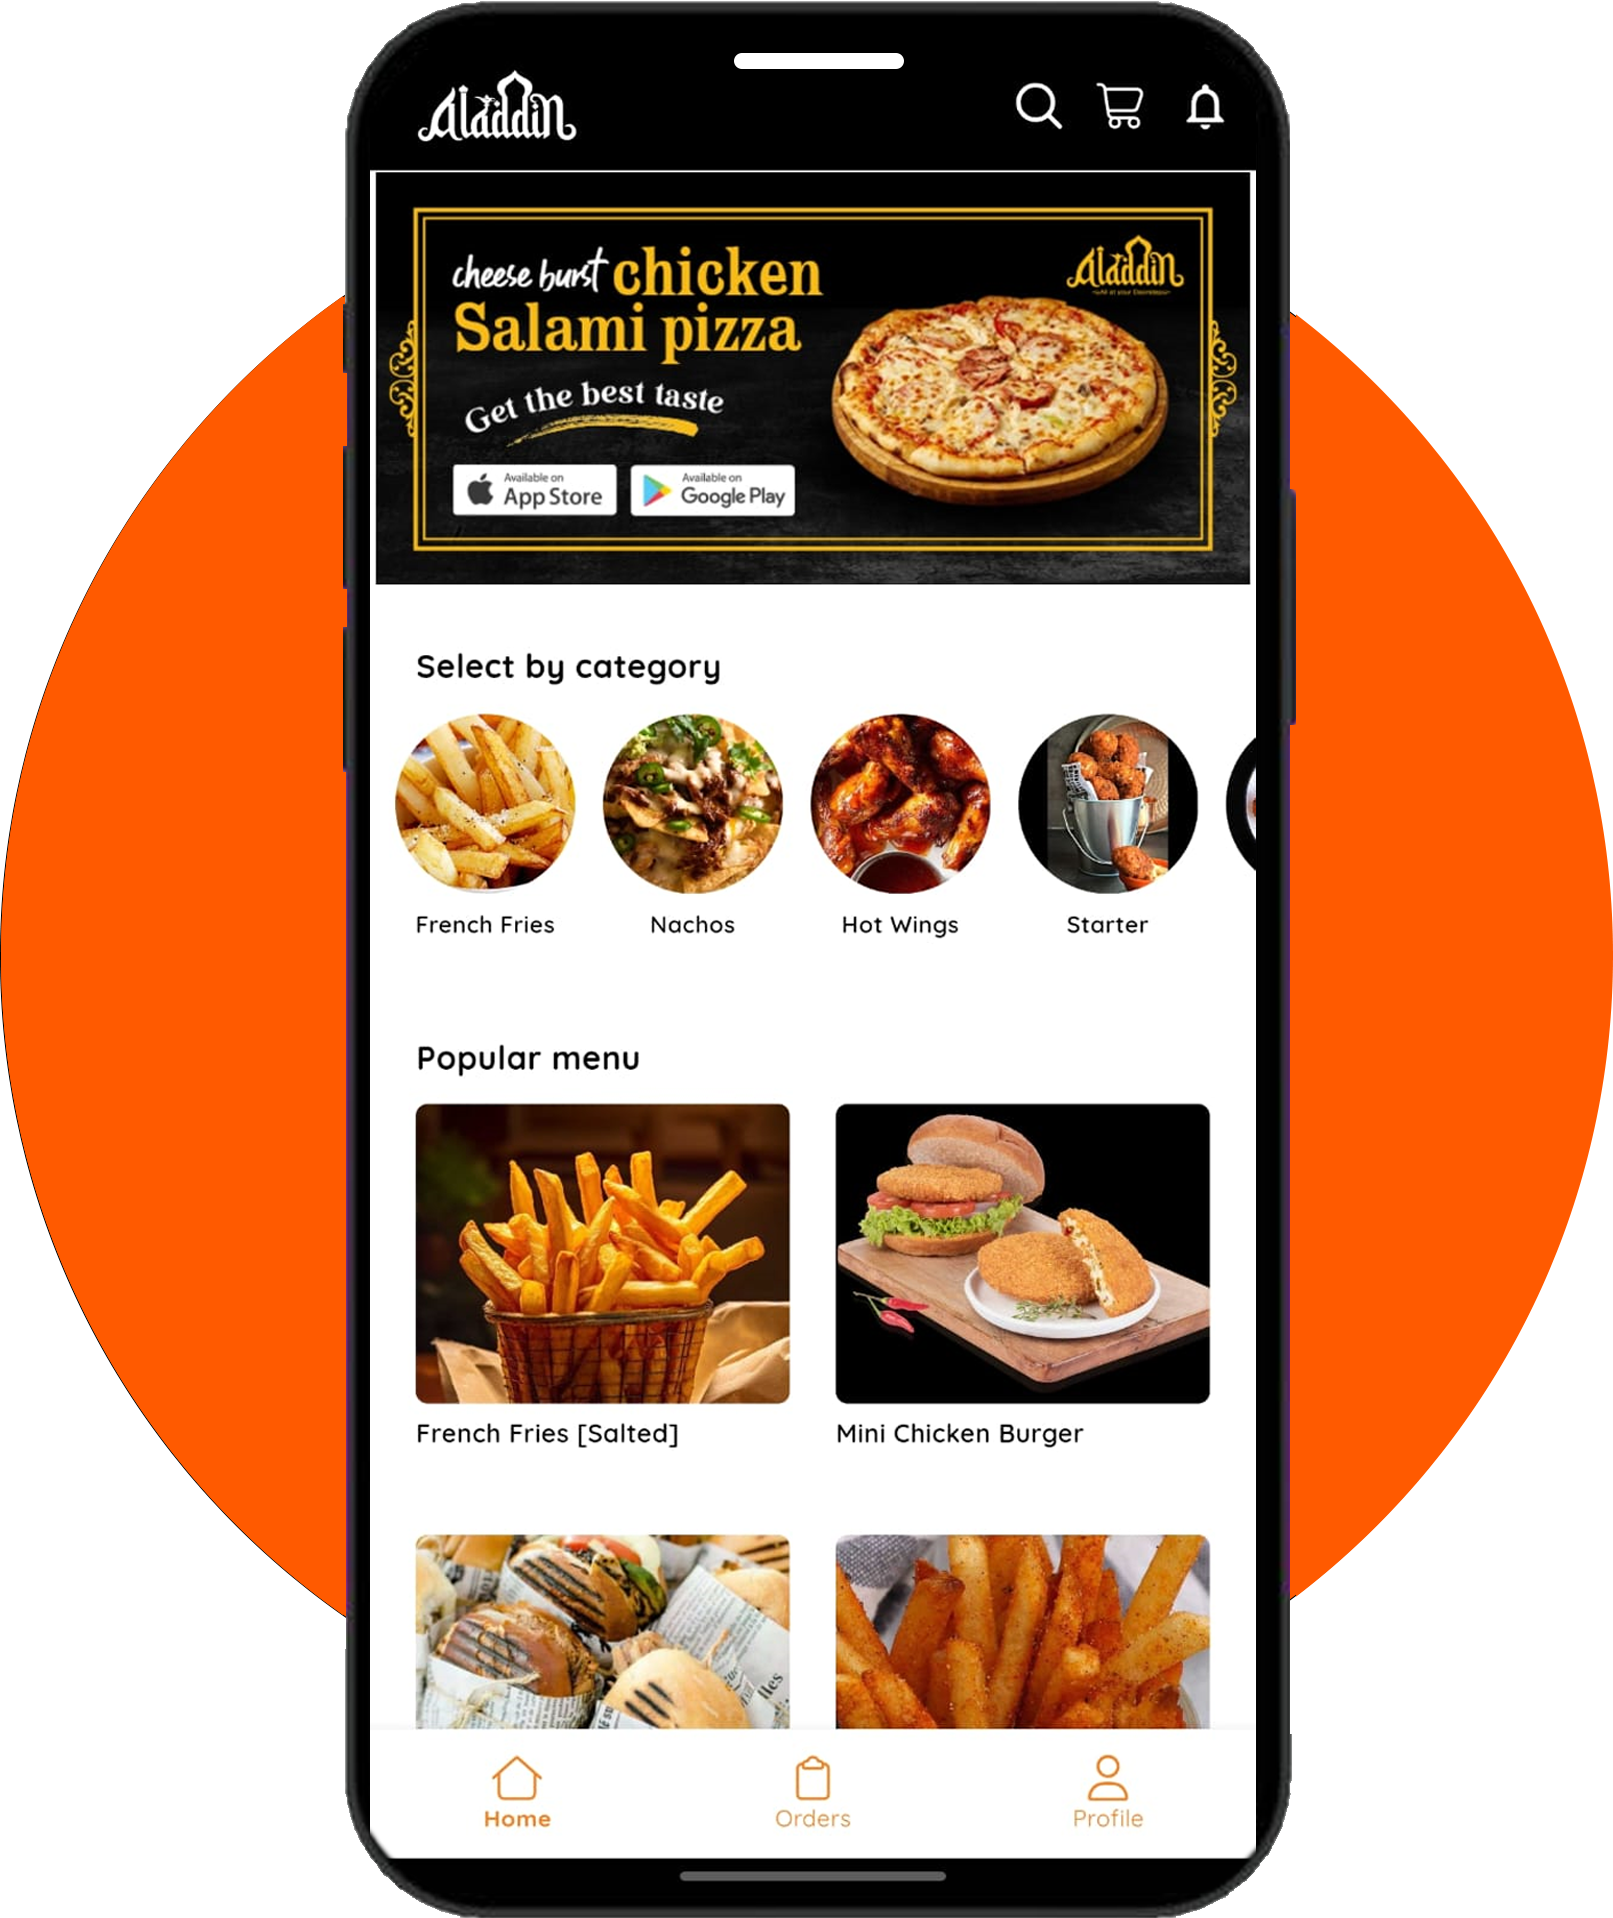 Aladdin
cheese burst chicken
Salami pizza
Aladdin
Get the best taste
Available on
App Store
Available on
Google Play
Select by category
French Fries
Nachos
Hot Wings
Starter
Popular menu
French Fries [Salted]
Mini Chicken Burger
Home
Orders
Profile